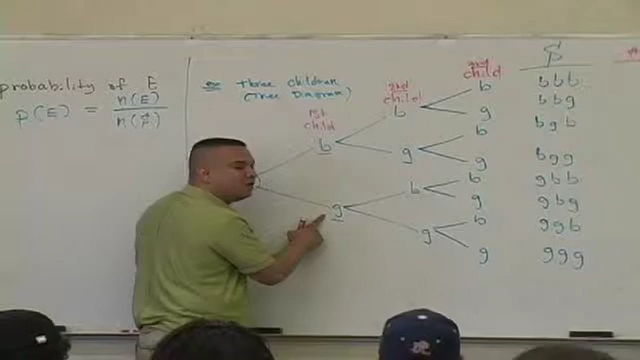 probability of E
P(E) = n(E)/n(S)
Ex Three Children
(Tree Diagram)
1st child
2nd child
3rd child
S
b
g
b
g
b
g
b
g
b
g
b
g
b
g
bbb
bbg
bgb
bgg
gbb
gbg
ggb
ggg